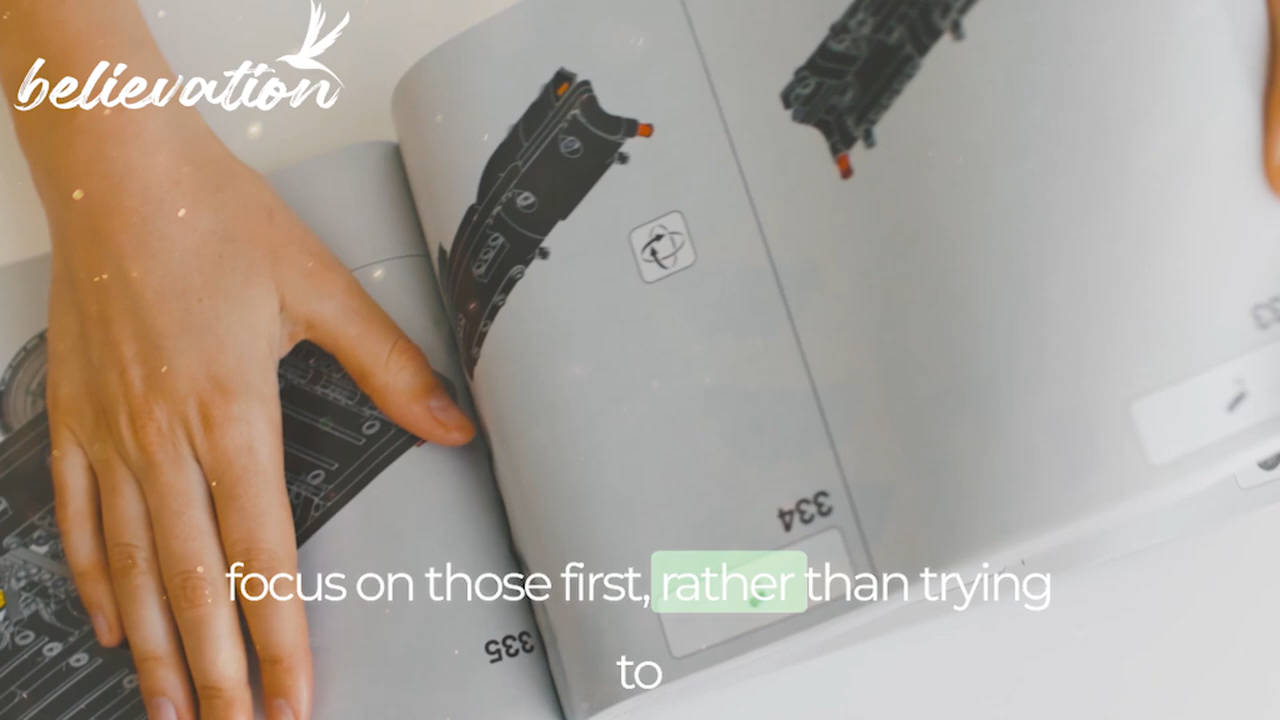 believation
334
focus on those first, rather than trying
335
to